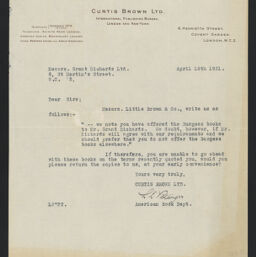 CURTIS BROWN LTD.
INTERNATIONAL PUBLISHING BUREAU,
LONDON AND NEW YORK
6, HENRIETTA STREET,
COVENT GARDEN,
LONDON, W.C.2
Messrs. Grant Richards Ltd.
April 13th 1921.
8, St Martin's Street.
W.C. 2.
Dear Sirs,
Messrs. Little Brown & Co., write as
follows:-
" -- we note you have offered the Burgess books
to Mr. Grant Richards. No doubt, however, if Mr.
Richards will agree with our requirements and we
should prefer that you do not offer the Burgess
books elsewhere."
If therefore, you are unable to go ahead
with these books on the terms recently quoted you, would you
please return the copies to me, at your early convenience?
Yours very truly,
CURTIS BROWN LTD.
American Book Dept.